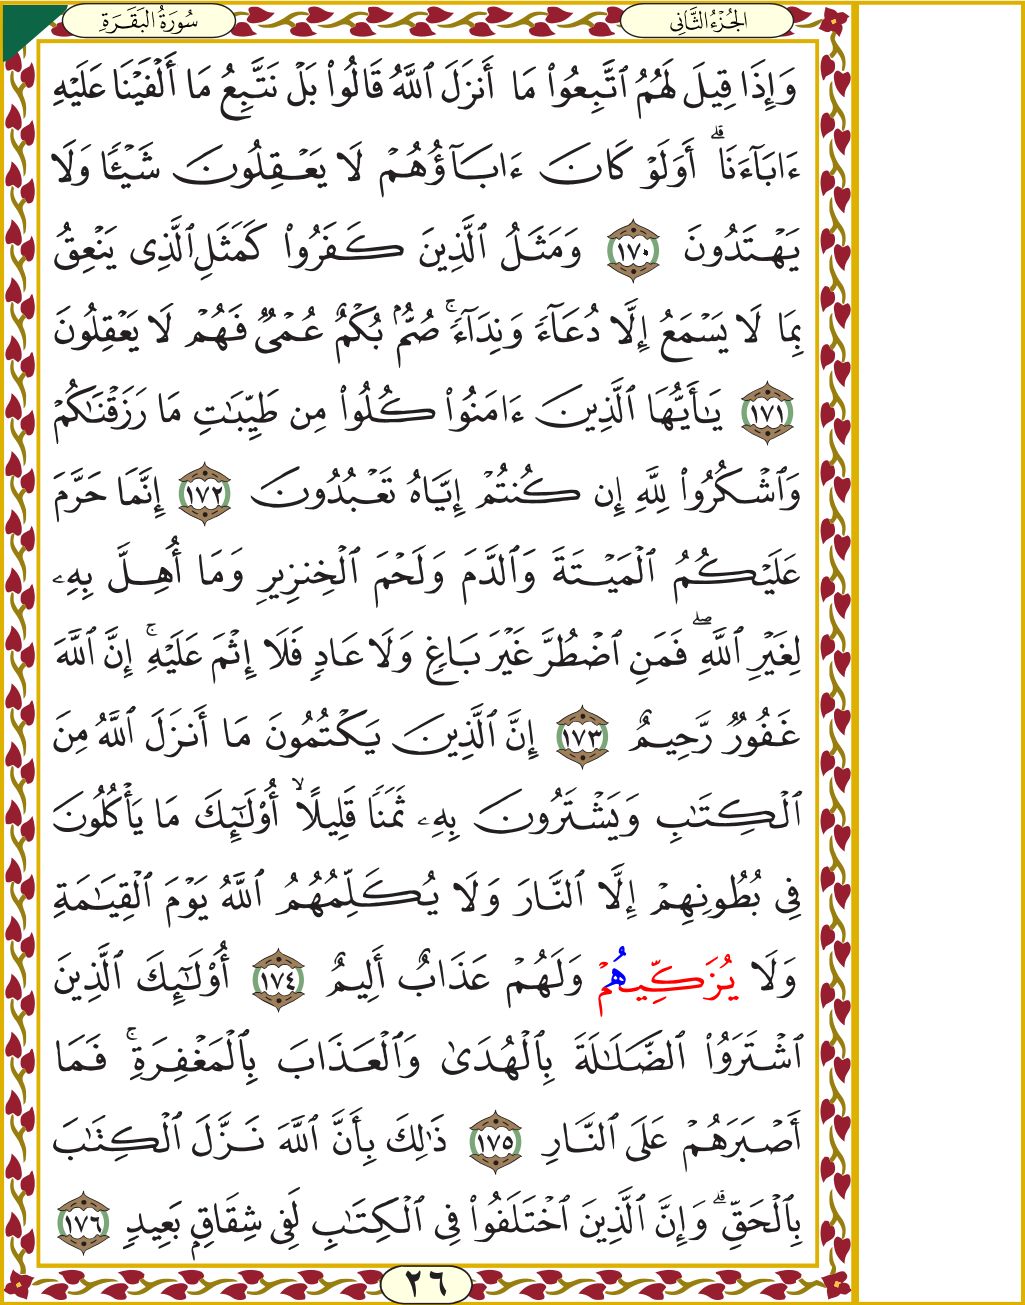 الجُزْءُ الثَّانِى
سُورَةُ البَقَرَةِ
وَإِذَا قِيلَ لَهُمُ ٱتَّبِعُوا۟ مَا أَنزَلَ ٱللَّهُ قَالُوا۟ بَلْ نَتَّبِعُ مَا أَلْفَيْنَا عَلَيْهِ
ءَابَآءَنَا ۗ أَوَلَوْ كَانَ ءَابَآؤُهُمْ لَا يَعْقِلُونَ شَيْـًٔا وَلَا
يَهْتَدُونَ ١٧٠ وَمَثَلُ ٱلَّذِينَ كَفَرُوا۟ كَمَثَلِ ٱلَّذِى يَنْعِقُ
بِمَا لَا يَسْمَعُ إِلَّا دُعَآءً وَنِدَآءً ۚ صُمٌّۢ بُكْمٌ عُمْىٌ فَهُمْ لَا يَعْقِلُونَ
١٧١ يَـٰأَيُّهَا ٱلَّذِينَ ءَامَنُوا۟ كُلُوا۟ مِن طَيِّبَـٰتِ مَا رَزَقْنَـٰكُمْ
وَٱشْكُرُوا۟ لِلَّهِ إِن كُنتُمْ إِيَّاهُ تَعْبُدُونَ ١٧٢ إِنَّمَا حَرَّمَ
عَلَيْكُمُ ٱلْمَيْتَةَ وَٱلدَّمَ وَلَحْمَ ٱلْخِنزِيرِ وَمَا أُهِلَّ بِهِۦ
لِغَيْرِ ٱللَّهِ ۖ فَمَنِ ٱضْطُرَّ غَيْرَ بَاغٍ وَلَا عَادٍ فَلَا إِثْمَ عَلَيْهِ ۚ إِنَّ ٱللَّهَ
غَفُورٌ رَّحِيمٌ ١٧٣ إِنَّ ٱلَّذِينَ يَكْتُمُونَ مَا أَنزَلَ ٱللَّهُ مِنَ
ٱلْكِتَـٰبِ وَيَشْتَرُونَ بِهِۦ ثَمَنًا قَلِيلًا ۙ أُو۟لَـٰٓئِكَ مَا يَأْكُلُونَ
فِى بُطُونِهِمْ إِلَّا ٱلنَّارَ وَلَا يُكَلِّمُهُمُ ٱللَّهُ يَوْمَ ٱلْقِيَـٰمَةِ
وَلَا يُزَكِّيهُمْ وَلَهُمْ عَذَابٌ أَلِيمٌ ١٧٤ أُو۟لَـٰٓئِكَ ٱلَّذِينَ
ٱشْتَرَوُا۟ ٱلضَّلَـٰلَةَ بِٱلْهُدَىٰ وَٱلْعَذَابَ بِٱلْمَغْفِرَةِ ۚ فَمَا
أَصْبَرَهُمْ عَلَى ٱلنَّارِ ١٧٥ ذَٰلِكَ بِأَنَّ ٱللَّهَ نَزَّلَ ٱلْكِتَـٰبَ
بِٱلْحَقِّ ۗ وَإِنَّ ٱلَّذِينَ ٱخْتَلَفُوا۟ فِى ٱلْكِتَـٰبِ لَفِى شِقَاقٍ بَعِيدٍ ١٧٦
٢٦